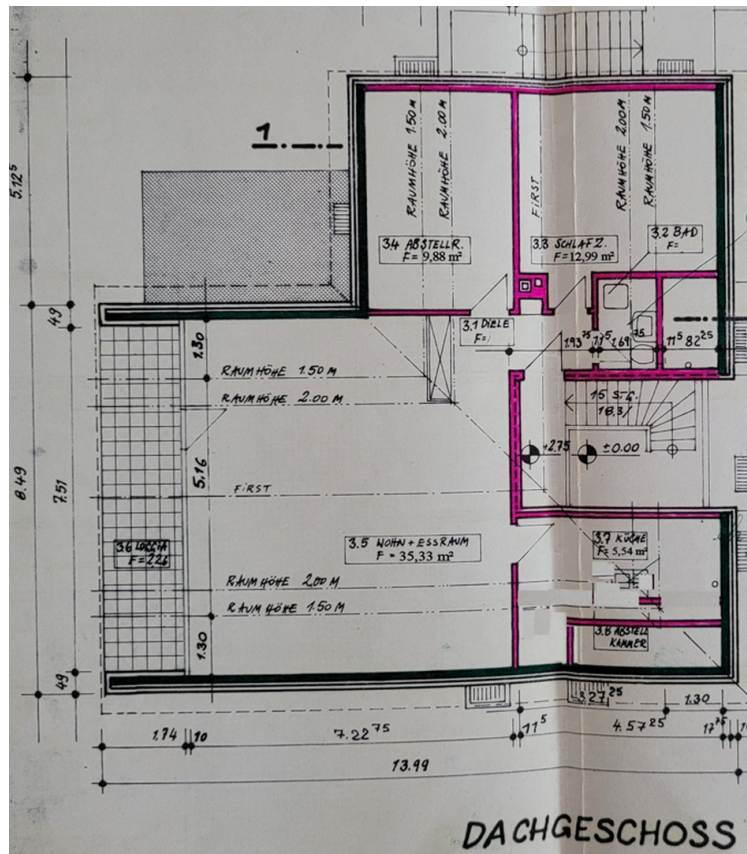 1
RAUMHÖHE 1.50 M
RAUMHÖHE 2.00 M
FIRST
RAUMHÖHE 2.00 M
RAUMHÖHE 1.50 M
5.12⁵
3.4 ABSTELLR.
F= 9,88 m²
3.3 SCHLAFZ.
F=12,99 m²
3.2 BAD
F=
49
1.30
3.1 DIELE
F=
1.93⁷⁵
11⁵
1.69⁷⁵
11⁵
82²⁵
RAUMHÖHE 1.50 M
RAUMHÖHE 2.00 M
15 STG.
18.3/
+2.75
±0.00
8.49
7.51
5.16
FIRST
3.6 LOGGIA
F=2.26
3.5 WOHN + ESSRAUM
F = 35,33 m²
3.7 KÜCHE
F= 5,54 m²
RAUMHÖHE 2.00 M
RAUMHÖHE 1.50 M
3.8 ABSTELL
KAMMER
1.30
49
3.27²⁵
1.30
1.74
10
7.22⁷⁵
11⁵
4.57²⁵
17⁷⁵
13.99
DACHGESCHOSS